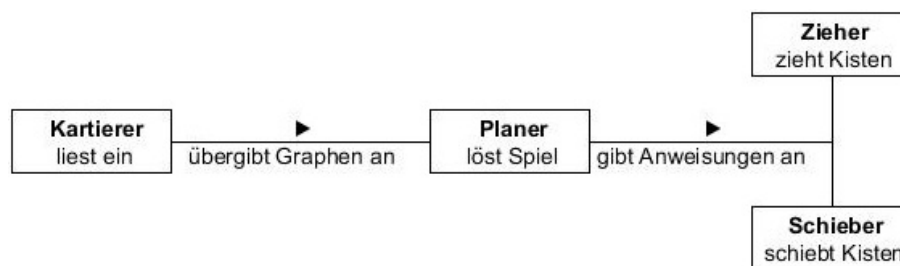 Zieher
zieht Kisten
Kartierer
liest ein
übergibt Graphen an
Planer
löst Spiel
gibt Anweisungen an
Schieber
schiebt Kisten